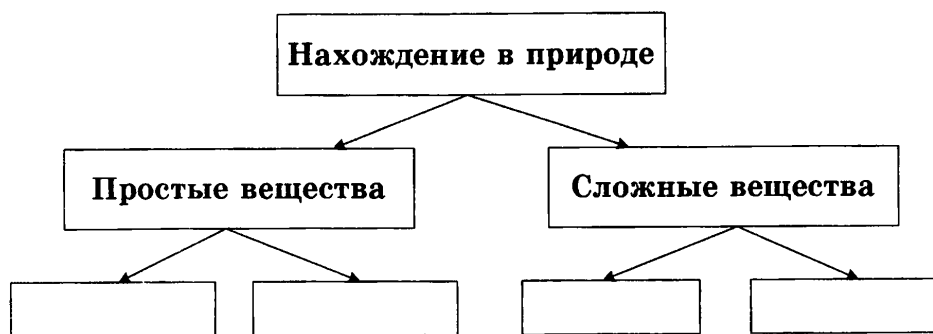 Нахождение в природе
Простые вещества
Сложные вещества